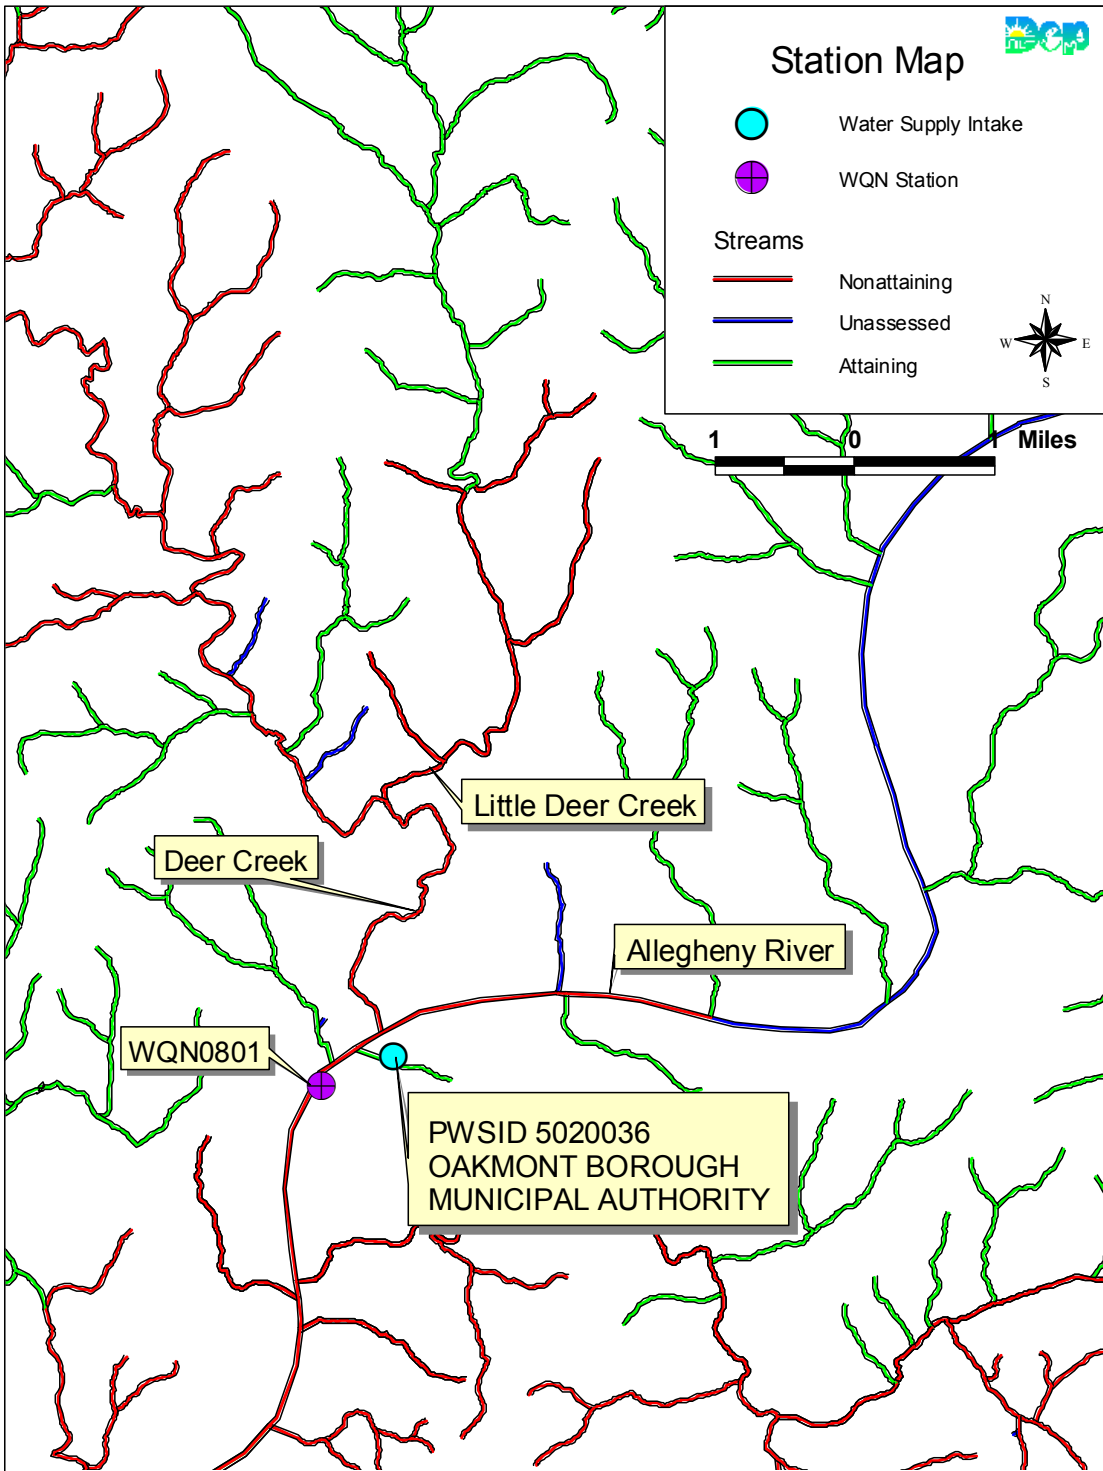 Station Map
Dep
Water Supply Intake
WQN Station
Streams
Nonattaining
Unassessed
Attaining
N
W
E
S
1
0
1 Miles
Little Deer Creek
Deer Creek
Allegheny River
WQN0801
PWSID 5020036
OAKMONT BOROUGH
MUNICIPAL AUTHORITY